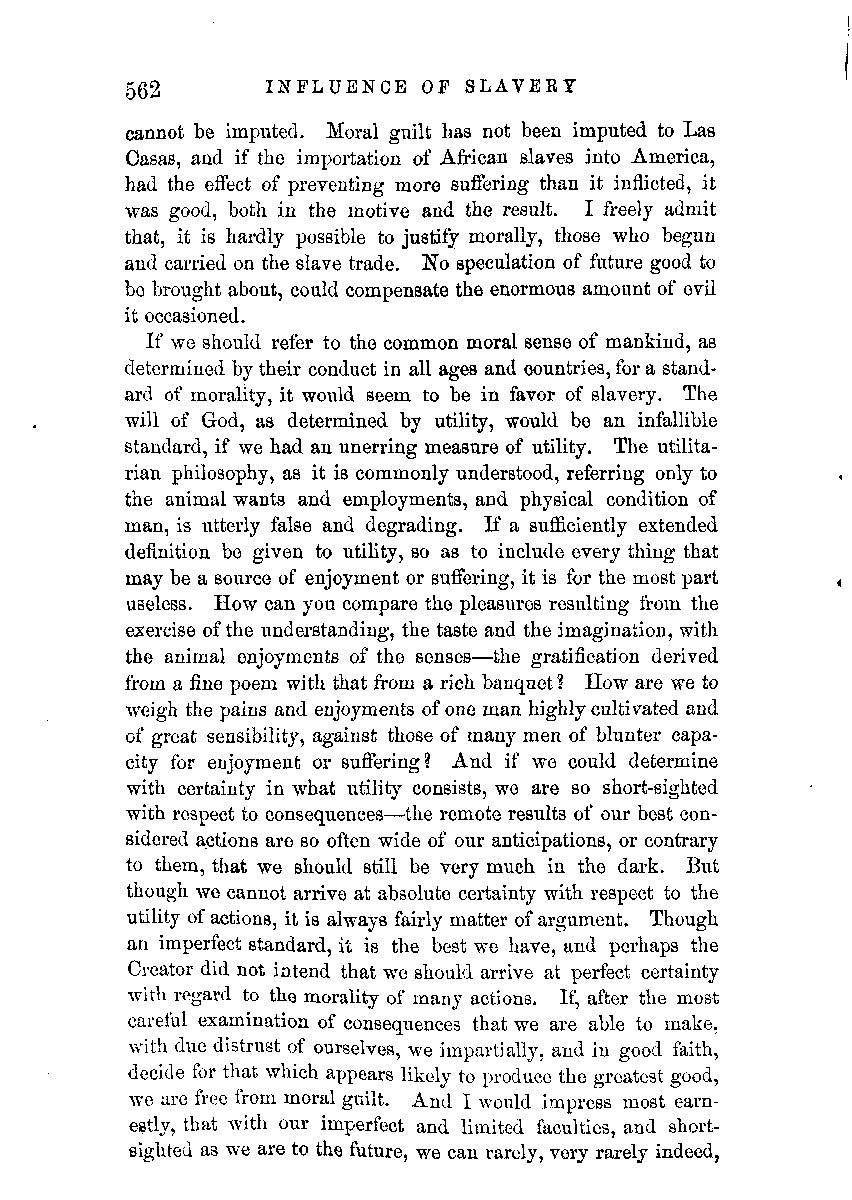 562 INFLUENCE OF SLAVERY
cannot be imputed. Moral guilt has not been imputed to Las
Casas, and if the importation of African slaves into America,
had the effect of preventing more suffering than it inflicted, it
was good, both in the motive and the result. I freely admit
that, it is hardly possible to justify morally, those who begun
and carried on the slave trade. No speculation of future good to
be brought about, could compensate the enormous amount of evil
it occasioned.
If we should refer to the common moral sense of mankind, as
determined by their conduct in all ages and countries, for a stand-
ard of morality, it would seem to be in favor of slavery. The
will of God, as determined by utility, would be an infallible
standard, if we had an unerring measure of utility. The utilita-
rian philosophy, as it is commonly understood, referring only to
the animal wants and employments, and physical condition of
man, is utterly false and degrading. If a sufficiently extended
definition be given to utility, so as to include every thing that
may be a source of enjoyment or suffering, it is for the most part
useless. How can you compare the pleasures resulting from the
exercise of the understanding, the taste and the imagination, with
the animal enjoyments of the senses—the gratification derived
from a fine poem with that from a rich banquet? How are we to
weigh the pains and enjoyments of one man highly cultivated and
of great sensibility, against those of many men of blunter capa-
city for enjoyment or suffering? And if we could determine
with certainty in what utility consists, we are so short-sighted
with respect to consequences—the remote results of our best con-
sidered actions are so often wide of our anticipations, or contrary
to them, that we should still be very much in the dark. But
though we cannot arrive at absolute certainty with respect to the
utility of actions, it is always fairly matter of argument. Though
an imperfect standard, it is the best we have, and perhaps the
Creator did not intend that we should arrive at perfect certainty
with regard to the morality of many actions. If, after the most
careful examination of consequences that we are able to make,
with due distrust of ourselves, we impartially, and in good faith,
decide for that which appears likely to produce the greatest good,
we are free from moral guilt. And I would impress most earn-
estly, that with our imperfect and limited faculties, and short-
sighted as we are to the future, we can rarely, very rarely indeed,